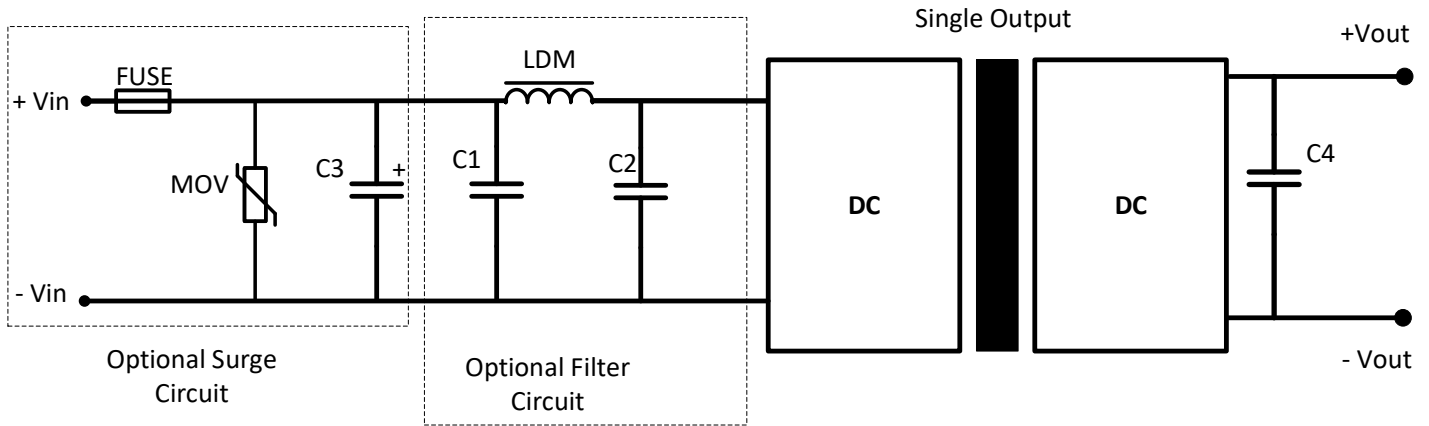 Single Output
+Vout
FUSE
LDM
+ Vin
MOV
C3
+
C1
C2
DC
DC
C4
- Vin
- Vout
Optional Surge
Circuit
Optional Filter
Circuit